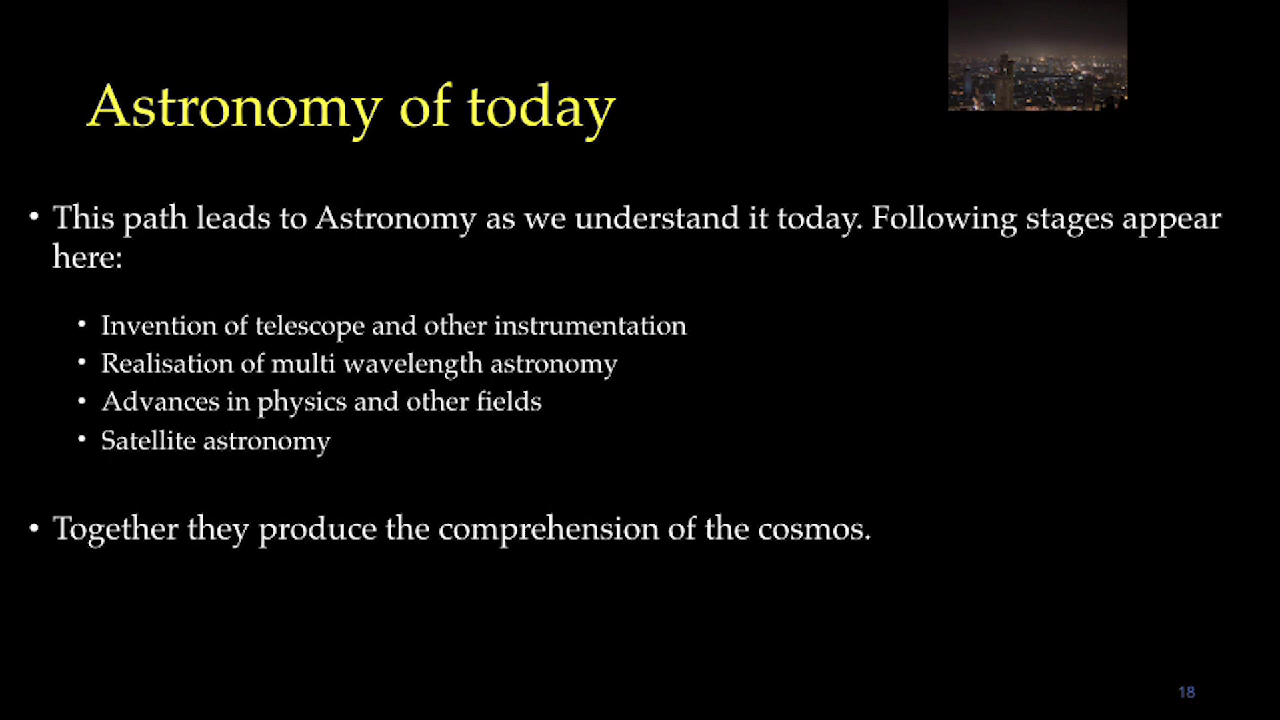 Astronomy of today
• This path leads to Astronomy as we understand it today. Following stages appear
here:
• Invention of telescope and other instrumentation
• Realisation of multi wavelength astronomy
• Advances in physics and other fields
• Satellite astronomy
• Together they produce the comprehension of the cosmos.
18